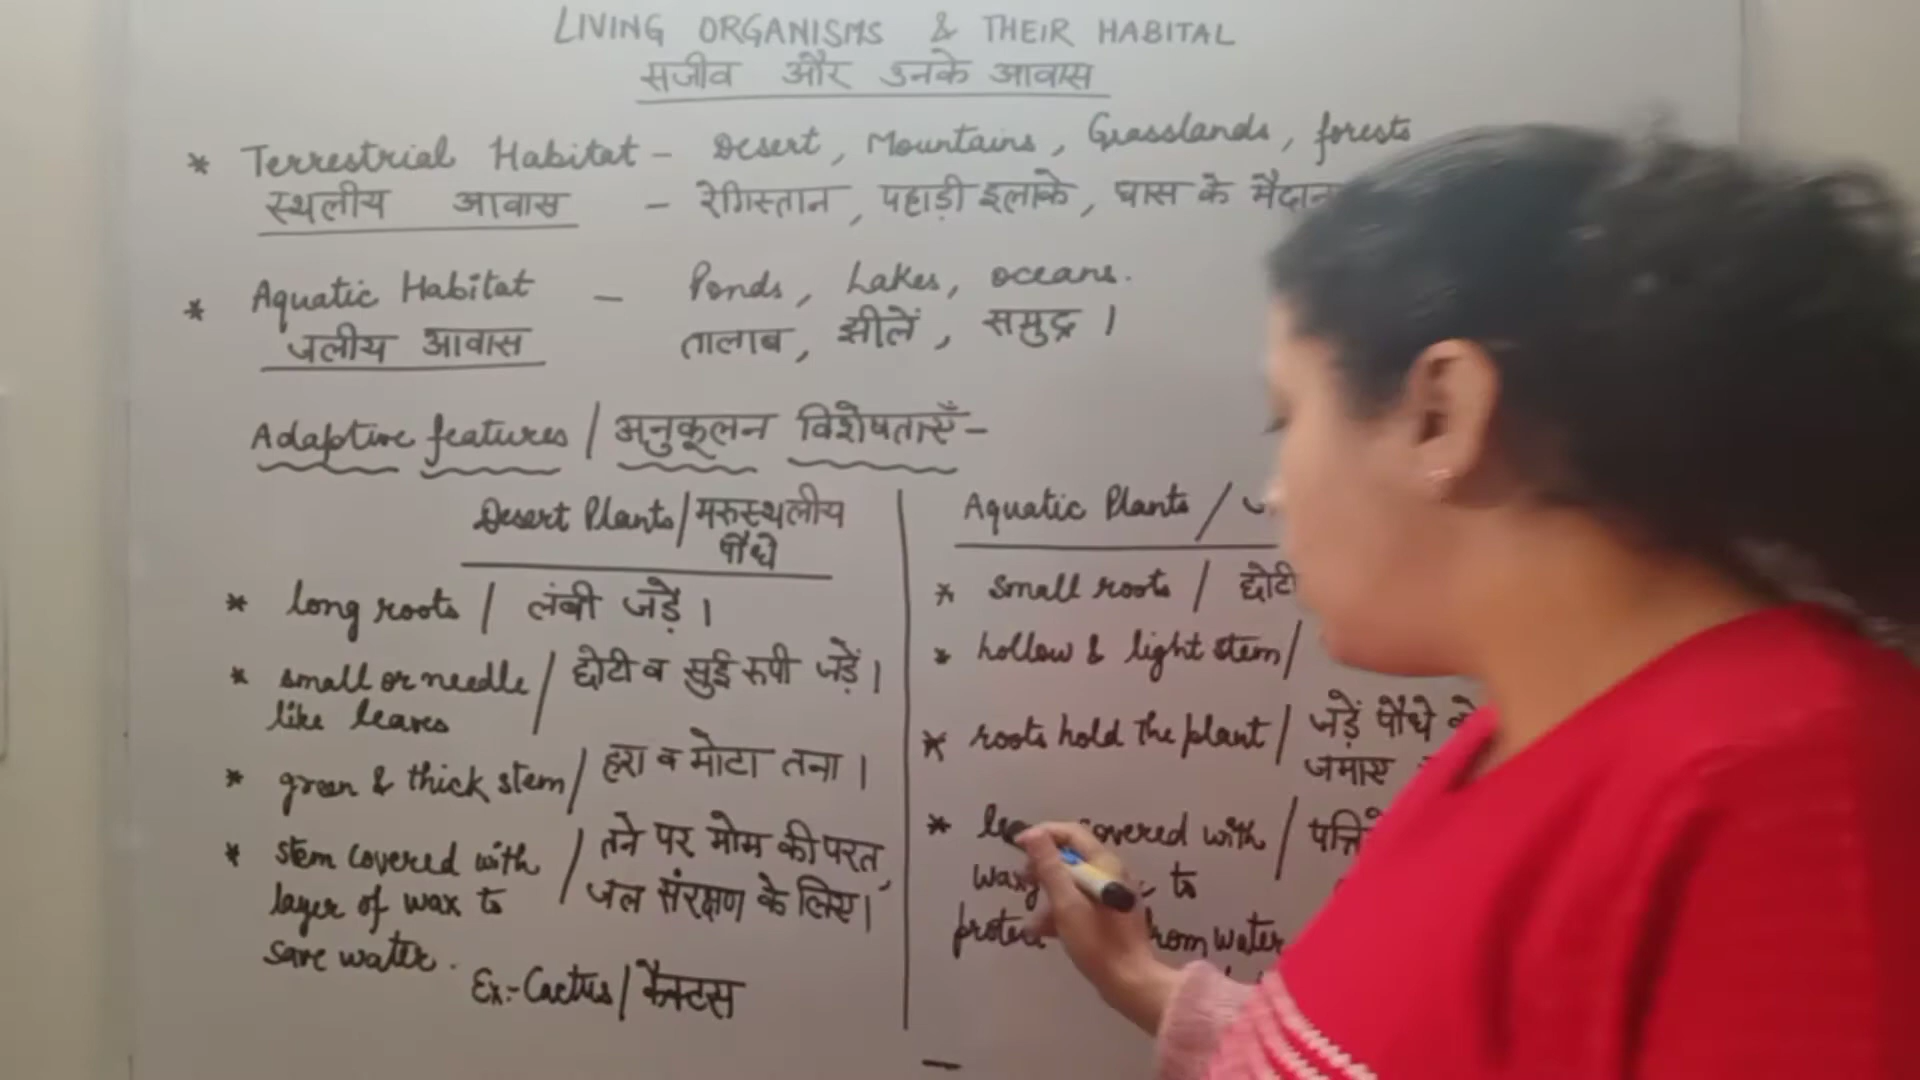 LIVING ORGANISMS & THEIR HABITAL
सजीव और उनके आवास
* Terrestrial Habitat - Desert, Mountains, Grasslands, forests
स्थलीय आवास - रेगिस्तान, पहाड़ी इलाके, घास के मैदान
* Aquatic Habitat - Ponds, Lakes, oceans.
जलीय आवास तालाब, झीलें, समुद्र ।
Adaptive features / अनुकूलन विशेषताएँ-
Desert Plants/मरुस्थलीय
पौधे
* long roots / लंबी जड़ें ।
* small or needle / छोटी व सुई रुपी जड़ें ।
like leaves
* green & thick stem / हरा व मोटा तना ।
* stem covered with / तने पर मोम की परत,
layer of wax to जल संरक्षण के लिए ।
save water.
Ex:- Cactus / कैक्टस
Aquatic Plants /
* small roots / छोटी
* hollow & light stem/
* roots hold the plant / जड़ें पौधे
जमाए
* covered with /
to
from water